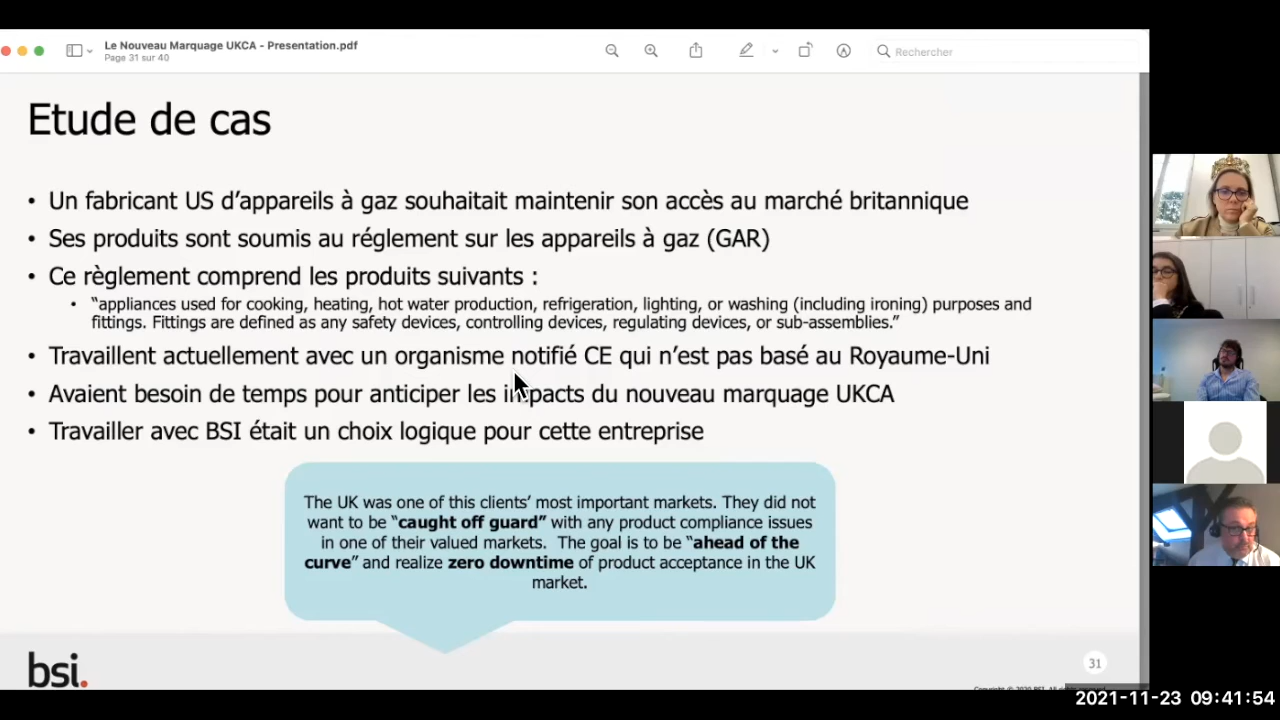 Le Nouveau Marquage UKCA - Presentation.pdf
Page 31 sur 40
Rechercher
Etude de cas
• Un fabricant US d’appareils à gaz souhaitait maintenir son accès au marché britannique
• Ses produits sont soumis au réglement sur les appareils à gaz (GAR)
• Ce règlement comprend les produits suivants :
• “appliances used for cooking, heating, hot water production, refrigeration, lighting, or washing (including ironing) purposes and
fittings. Fittings are defined as any safety devices, controlling devices, regulating devices, or sub-assemblies.”
• Travaillent actuellement avec un organisme notifié CE qui n’est pas basé au Royaume-Uni
• Avaient besoin de temps pour anticiper les impacts du nouveau marquage UKCA
• Travailler avec BSI était un choix logique pour cette entreprise
The UK was one of this clients’ most important markets. They did not
want to be “caught off guard” with any product compliance issues
in one of their valued markets. The goal is to be “ahead of the
curve” and realize zero downtime of product acceptance in the UK
market.
bsi.
31
Copyright © 2020 BSI. All
2021-11-23 09:41:54